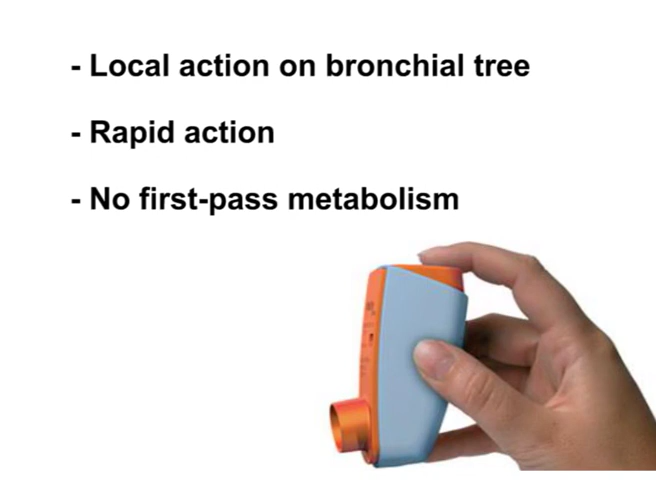 - Local action on bronchial tree
- Rapid action
- No first-pass metabolism